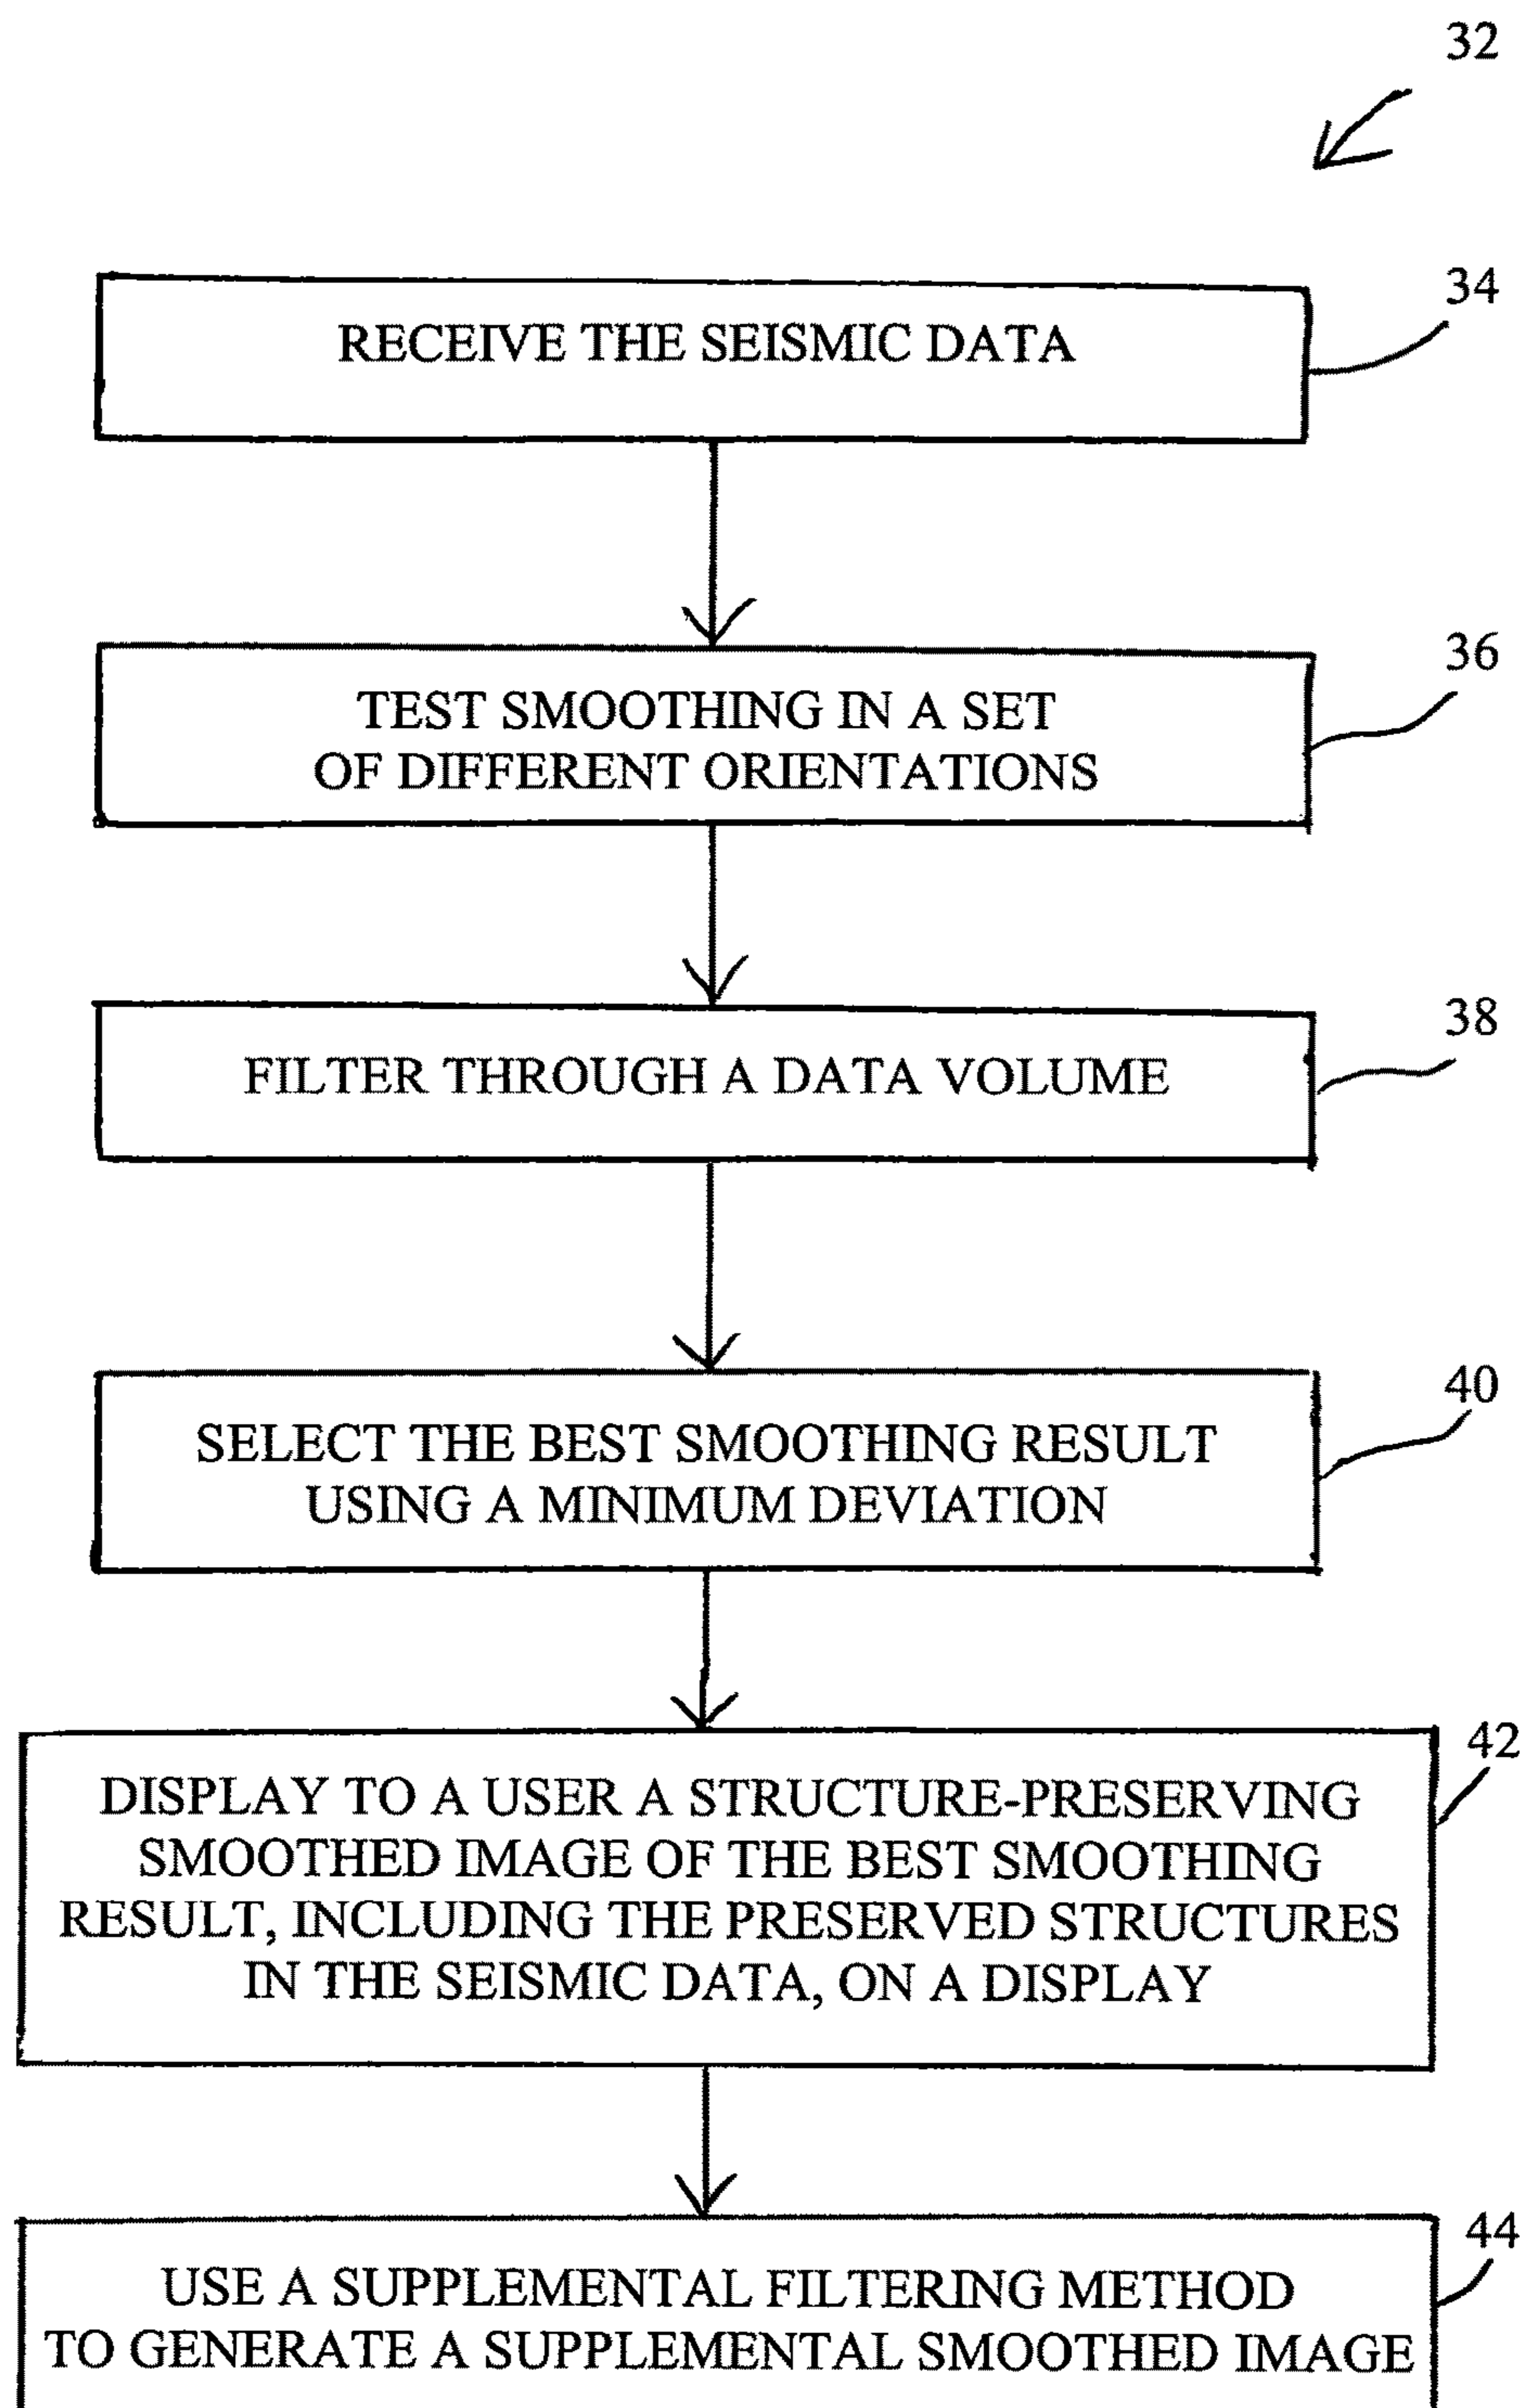 32
RECEIVE THE SEISMIC DATA
34
TEST SMOOTHING IN A SET
OF DIFFERENT ORIENTATIONS
36
FILTER THROUGH A DATA VOLUME
38
SELECT THE BEST SMOOTHING RESULT
USING A MINIMUM DEVIATION
40
DISPLAY TO A USER A STRUCTURE-PRESERVING
SMOOTHED IMAGE OF THE BEST SMOOTHING
RESULT, INCLUDING THE PRESERVED STRUCTURES
IN THE SEISMIC DATA, ON A DISPLAY
42
USE A SUPPLEMENTAL FILTERING METHOD
TO GENERATE A SUPPLEMENTAL SMOOTHED IMAGE
44